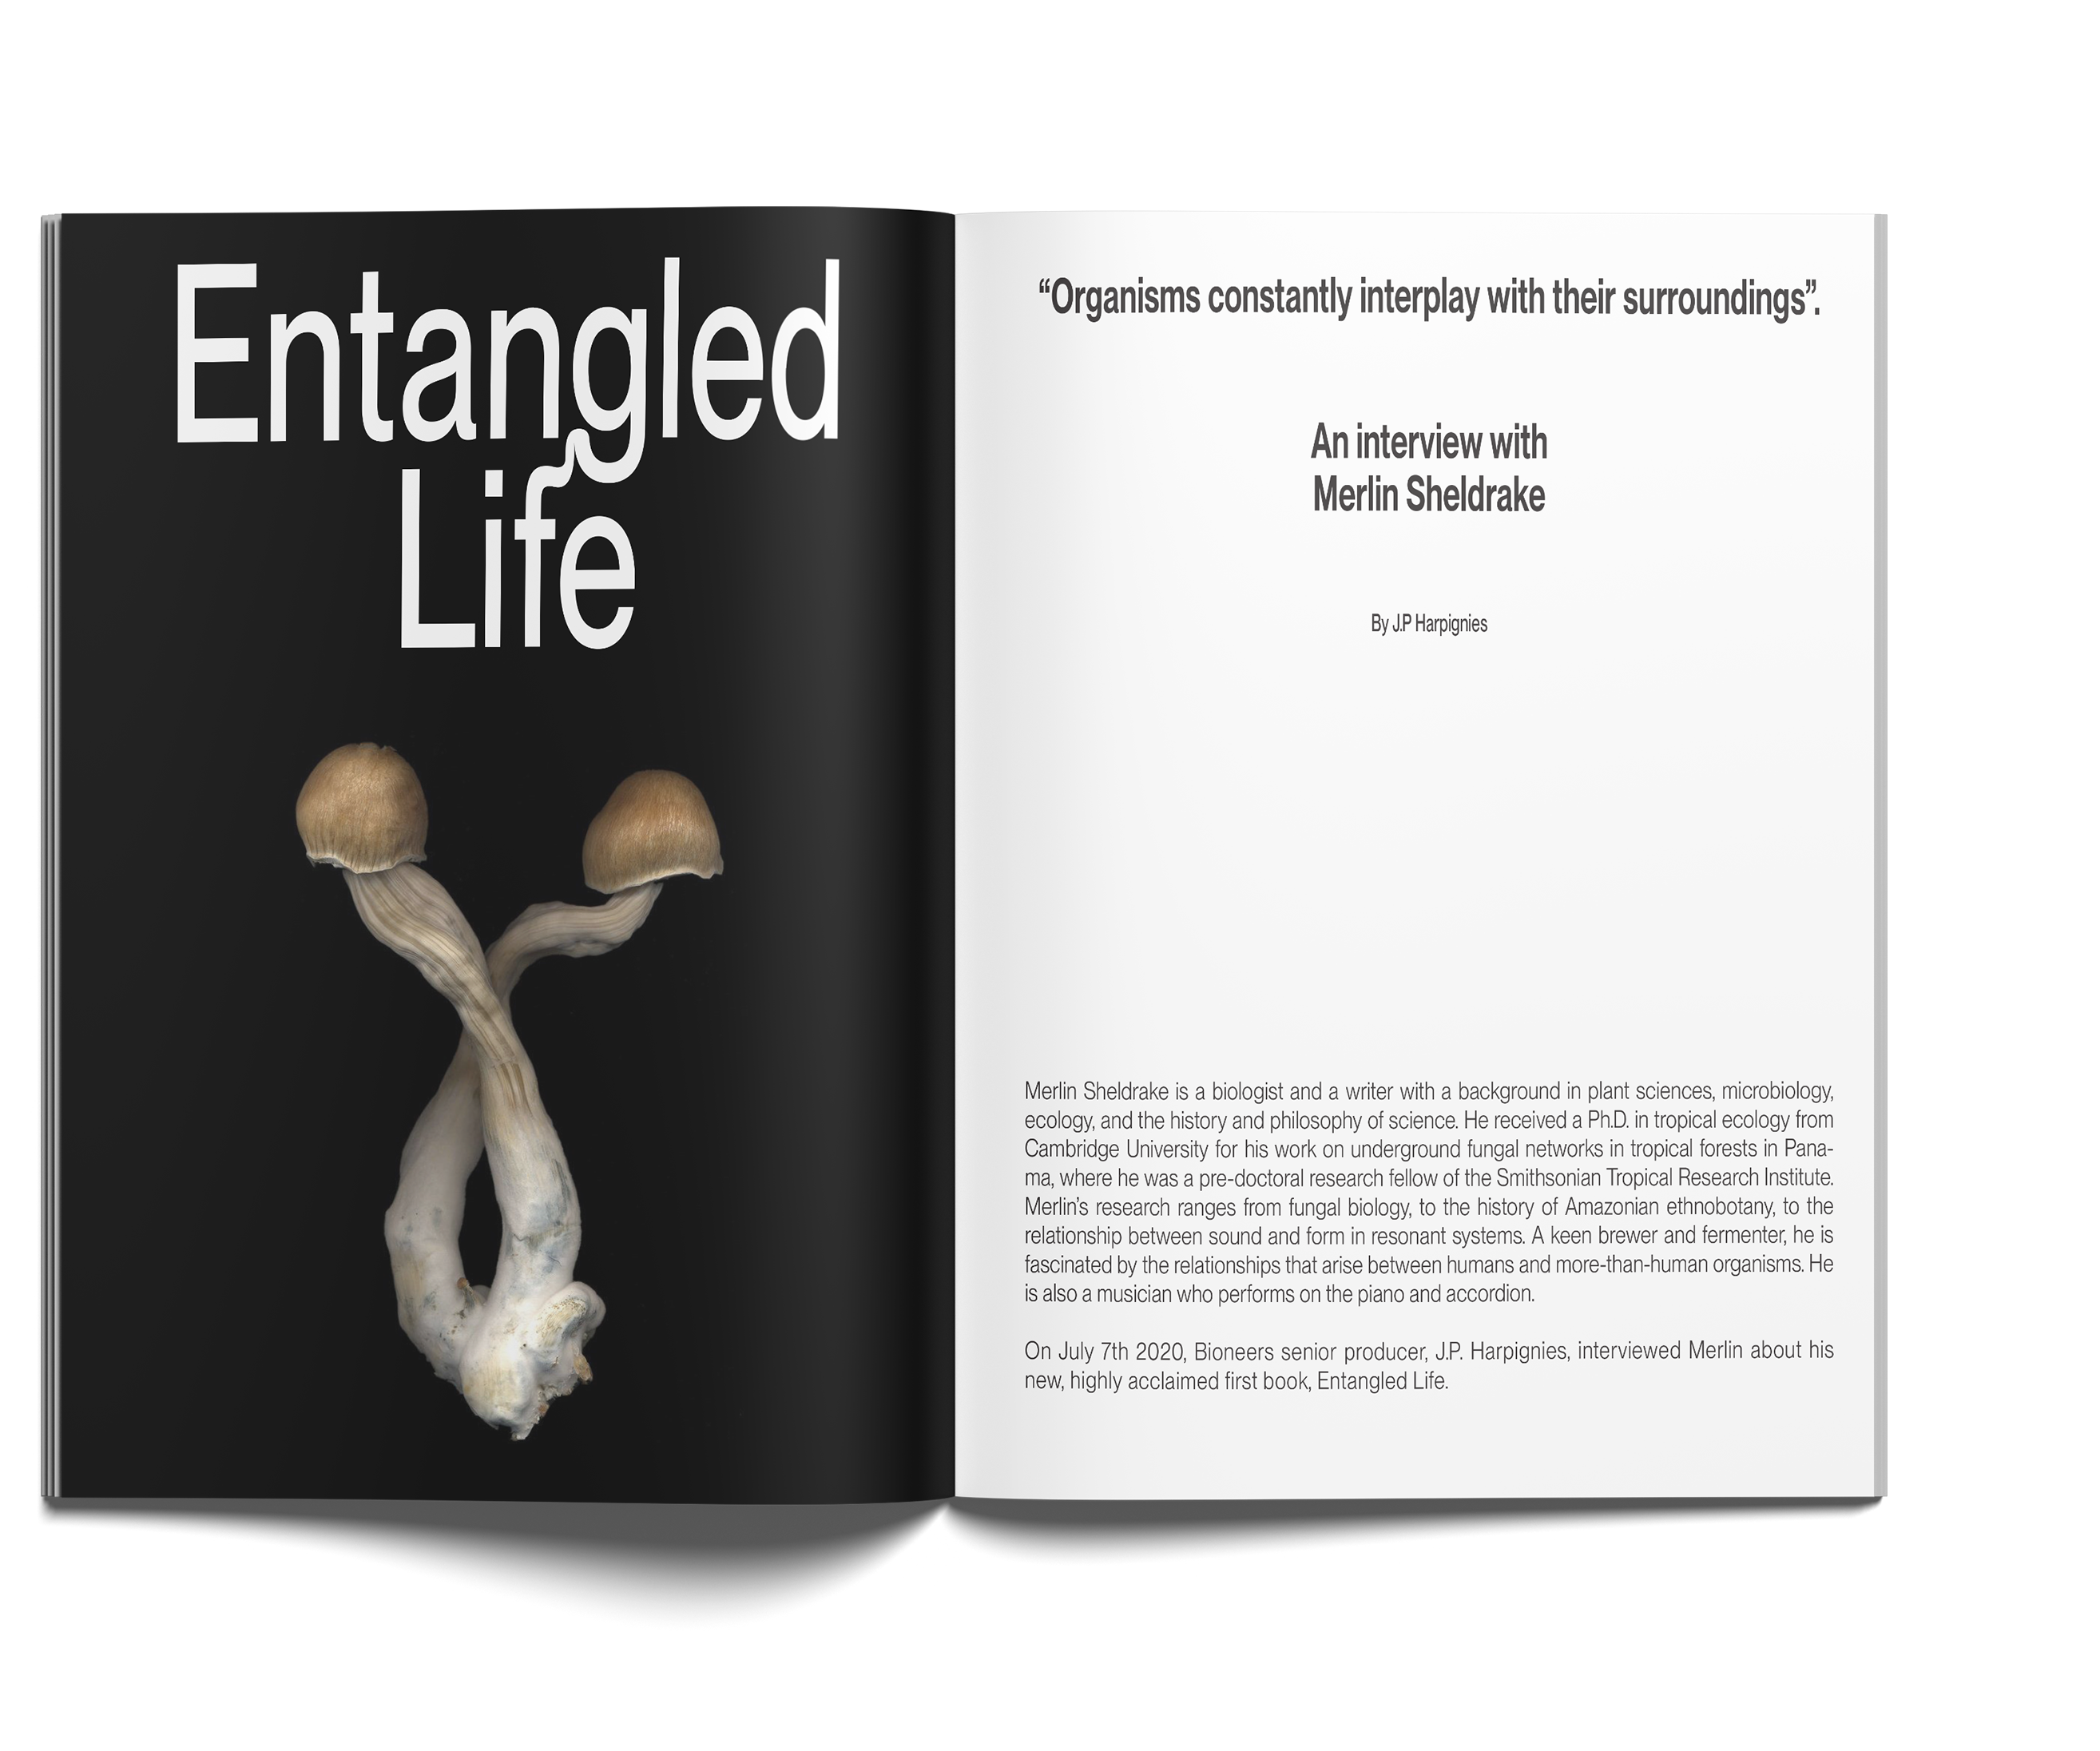 Entangled
Life
“Organisms constantly interplay with their surroundings”.
An interview with
Merlin Sheldrake
By J.P Harpignies
Merlin Sheldrake is a biologist and a writer with a background in plant sciences, microbiology,
ecology, and the history and philosophy of science. He received a Ph.D. in tropical ecology from
Cambridge University for his work on underground fungal networks in tropical forests in Pana-
ma, where he was a pre-doctoral research fellow of the Smithsonian Tropical Research Institute.
Merlin’s research ranges from fungal biology, to the history of Amazonian ethnobotany, to the
relationship between sound and form in resonant systems. A keen brewer and fermenter, he is
fascinated by the relationships that arise between humans and more-than-human organisms. He
is also a musician who performs on the piano and accordion.
On July 7th 2020, Bioneers senior producer, J.P. Harpignies, interviewed Merlin about his
new, highly acclaimed first book, Entangled Life.